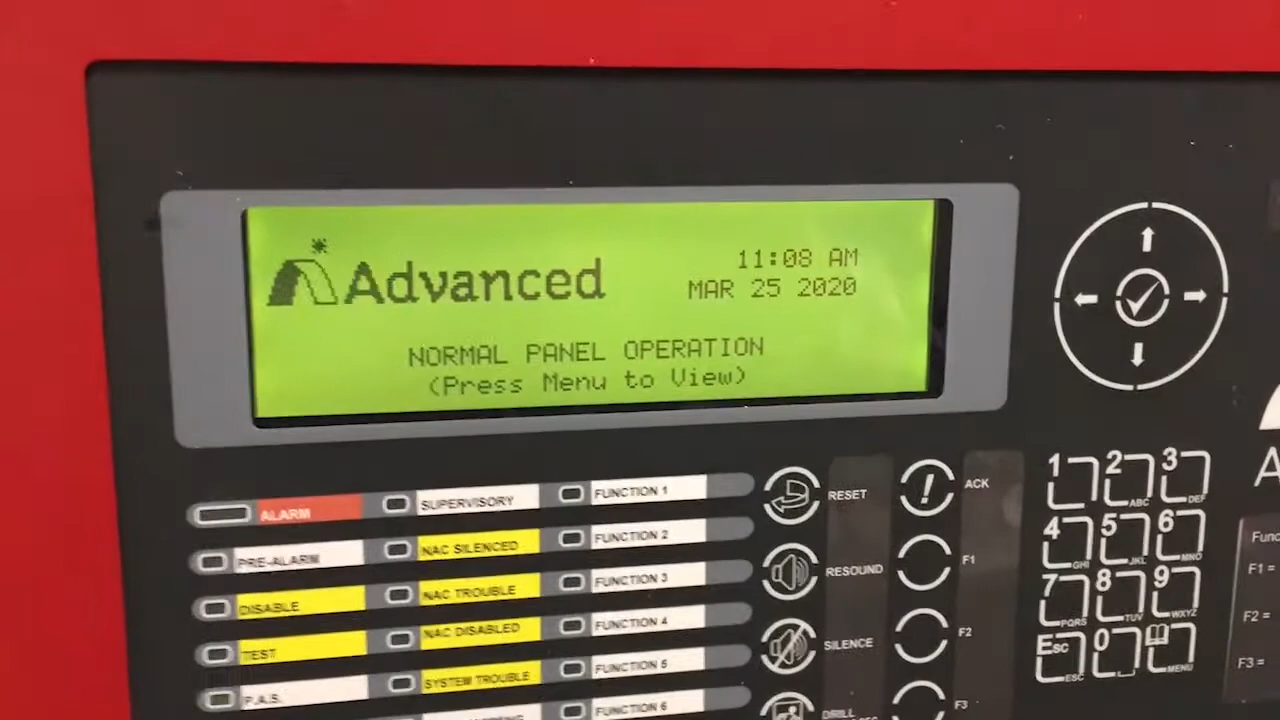 Advanced
11:08 AM
MAR 25 2020
NORMAL PANEL OPERATION
(Press Menu to View)
ALARM
PRE-ALARM
DISABLE
TEST
P.A.S.
SUPERVISORY
NAC SILENCED
NAC TROUBLE
NAC DISABLED
SYSTEM TROUBLE
FUNCTION 1
FUNCTION 2
FUNCTION 3
FUNCTION 4
FUNCTION 5
FUNCTION 6
RESET
RESOUND
SILENCE
DRILL
ACK
F1
F2
F3
1
2 ABC
3 DEF
4 GHI
5 JKL
6 MNO
7 PQRS
8 TUV
9 WXYZ
Esc ESC
0
MENU
A
Func
F1 =
F2 =
F3 =